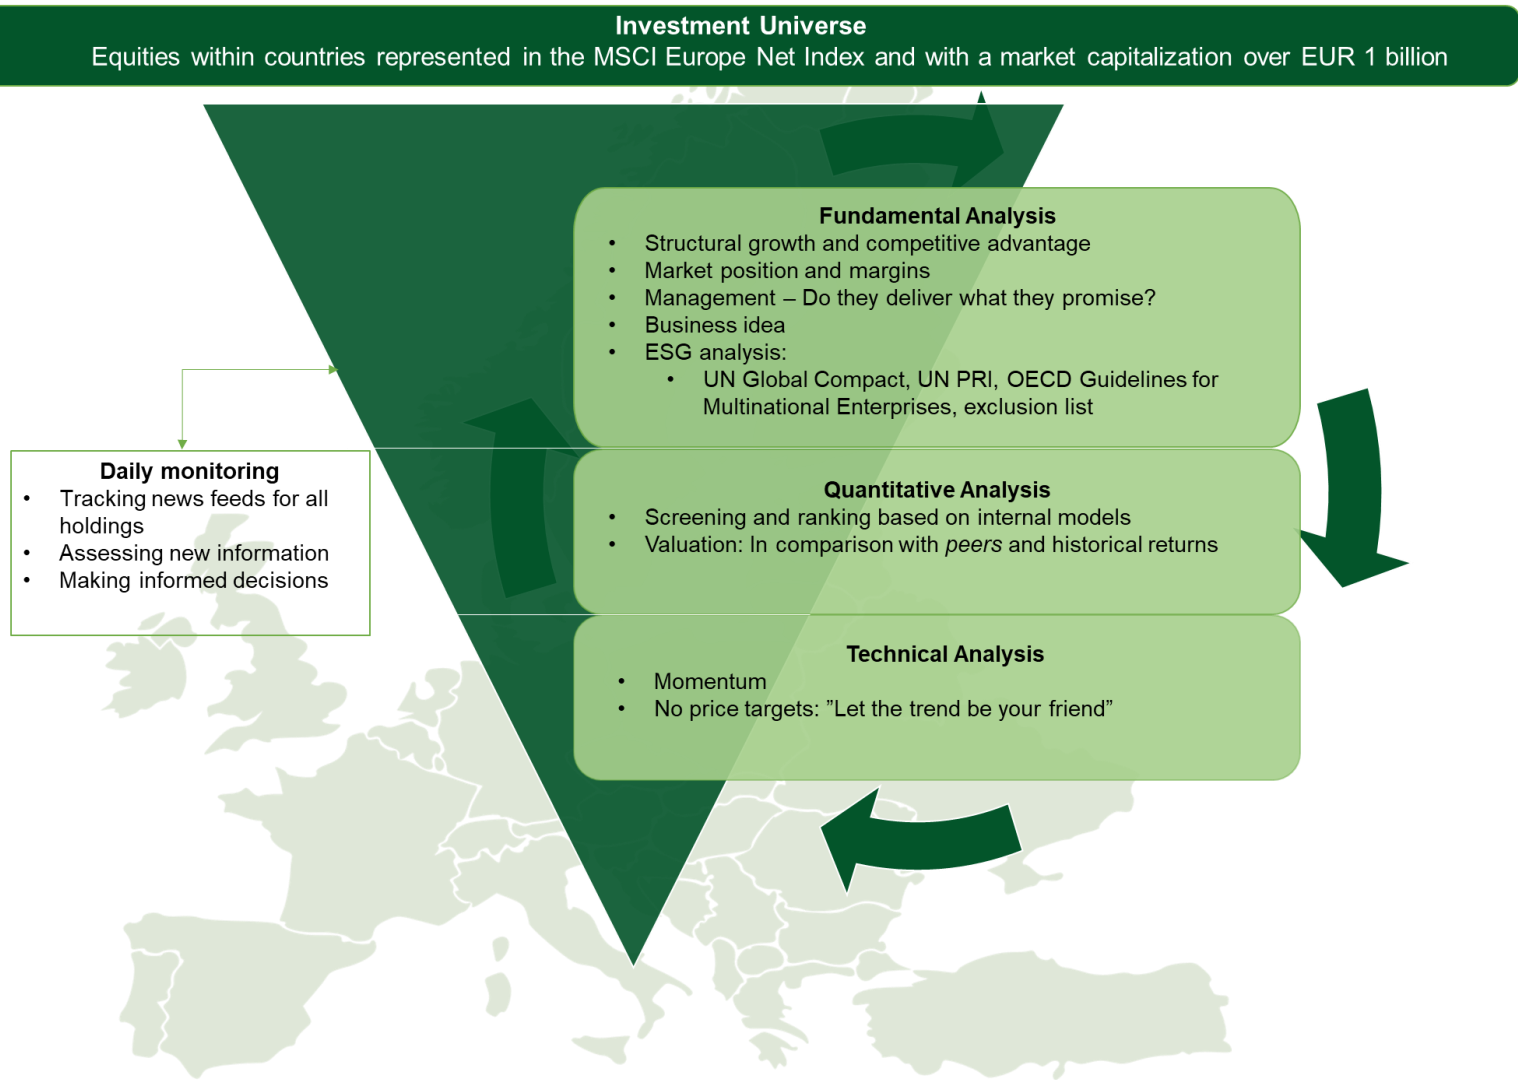 Investment Universe
Equities within countries represented in the MSCI Europe Net Index and with a market capitalization over EUR 1 billion
Fundamental Analysis
• Structural growth and competitive advantage
• Market position and margins
• Management – Do they deliver what they promise?
• Business idea
• ESG analysis:
• UN Global Compact, UN PRI, OECD Guidelines for
Multinational Enterprises, exclusion list
Daily monitoring
• Tracking news feeds for all
holdings
• Assessing new information
• Making informed decisions
Quantitative Analysis
• Screening and ranking based on internal models
• Valuation: In comparison with peers and historical returns
Technical Analysis
• Momentum
• No price targets: ”Let the trend be your friend”